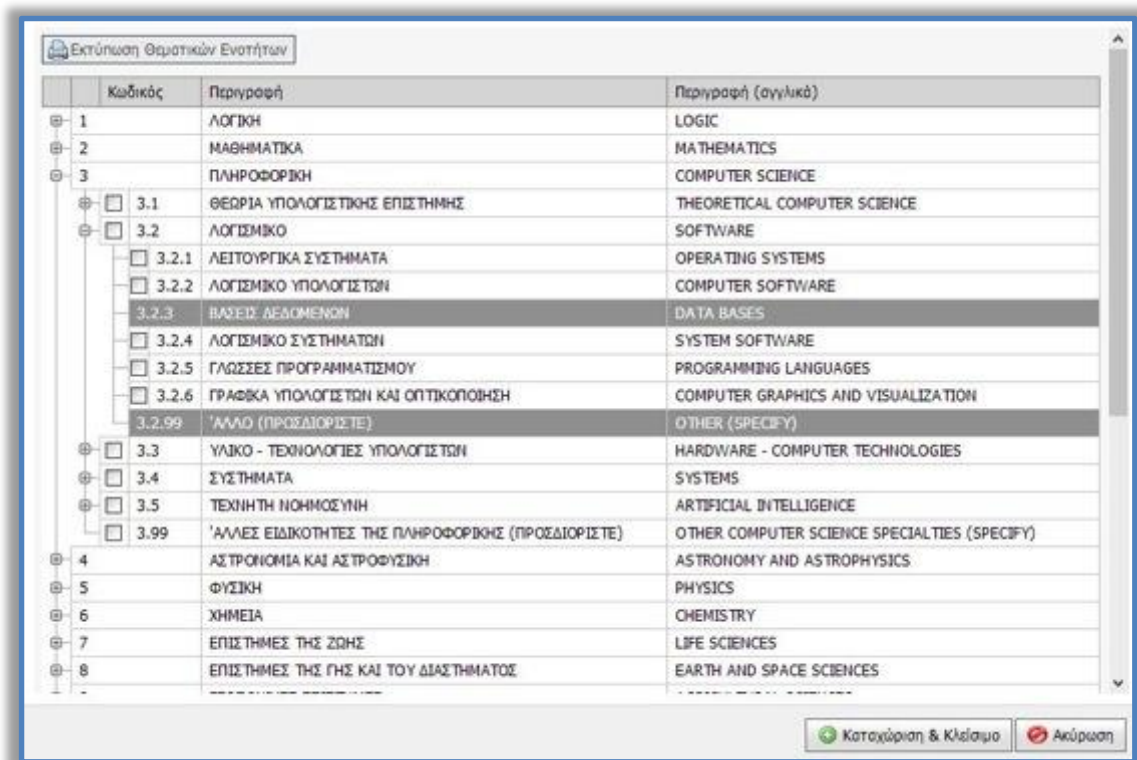 Εκτύπωση Θεματικών Ενοτήτων
Κωδικός Περιγραφή Περιγραφή (αγγλικά)
1 ΛΟΓΙΚΗ LOGIC
2 ΜΑΘΗΜΑΤΙΚΑ MATHEMATICS
3 ΠΛΗΡΟΦΟΡΙΚΗ COMPUTER SCIENCE
3.1 ΘΕΩΡΙΑ ΥΠΟΛΟΓΙΣΤΙΚΗΣ ΕΠΙΣΤΗΜΗΣ THEORETICAL COMPUTER SCIENCE
3.2 ΛΟΓΙΣΜΙΚΟ SOFTWARE
3.2.1 ΛΕΙΤΟΥΡΓΙΚΑ ΣΥΣΤΗΜΑΤΑ OPERATING SYSTEMS
3.2.2 ΛΟΓΙΣΜΙΚΟ ΥΠΟΛΟΓΙΣΤΩΝ COMPUTER SOFTWARE
3.2.3 ΒΑΣΕΙΣ ΔΕΔΟΜΕΝΩΝ DATA BASES
3.2.4 ΛΟΓΙΣΜΙΚΟ ΣΥΣΤΗΜΑΤΩΝ SYSTEM SOFTWARE
3.2.5 ΓΛΩΣΣΕΣ ΠΡΟΓΡΑΜΜΑΤΙΣΜΟΥ PROGRAMMING LANGUAGES
3.2.6 ΓΡΑΦΙΚΑ ΥΠΟΛΟΓΙΣΤΩΝ ΚΑΙ ΟΠΤΙΚΟΠΟΙΗΣΗ COMPUTER GRAPHICS AND VISUALIZATION
3.2.99 'ΑΛΛΟ (ΠΡΟΣΔΙΟΡΙΣΤΕ) OTHER (SPECIFY)
3.3 ΥΛΙΚΟ - ΤΕΧΝΟΛΟΓΙΕΣ ΥΠΟΛΟΓΙΣΤΩΝ HARDWARE - COMPUTER TECHNOLOGIES
3.4 ΣΥΣΤΗΜΑΤΑ SYSTEMS
3.5 ΤΕΧΝΗΤΗ ΝΟΗΜΟΣΥΝΗ ARTIFICIAL INTELLIGENCE
3.99 'ΑΛΛΕΣ ΕΙΔΙΚΟΤΗΤΕΣ ΤΗΣ ΠΛΗΡΟΦΟΡΙΚΗΣ (ΠΡΟΣΔΙΟΡΙΣΤΕ) OTHER COMPUTER SCIENCE SPECIALTIES (SPECIFY)
4 ΑΣΤΡΟΝΟΜΙΑ ΚΑΙ ΑΣΤΡΟΦΥΣΙΚΗ ASTRONOMY AND ASTROPHYSICS
5 ΦΥΣΙΚΗ PHYSICS
6 ΧΗΜΕΙΑ CHEMISTRY
7 ΕΠΙΣΤΗΜΕΣ ΤΗΣ ΖΩΗΣ LIFE SCIENCES
8 ΕΠΙΣΤΗΜΕΣ ΤΗΣ ΓΗΣ ΚΑΙ ΤΟΥ ΔΙΑΣΤΗΜΑΤΟΣ EARTH AND SPACE SCIENCES
Καταχώριση & Κλείσιμο Ακύρωση